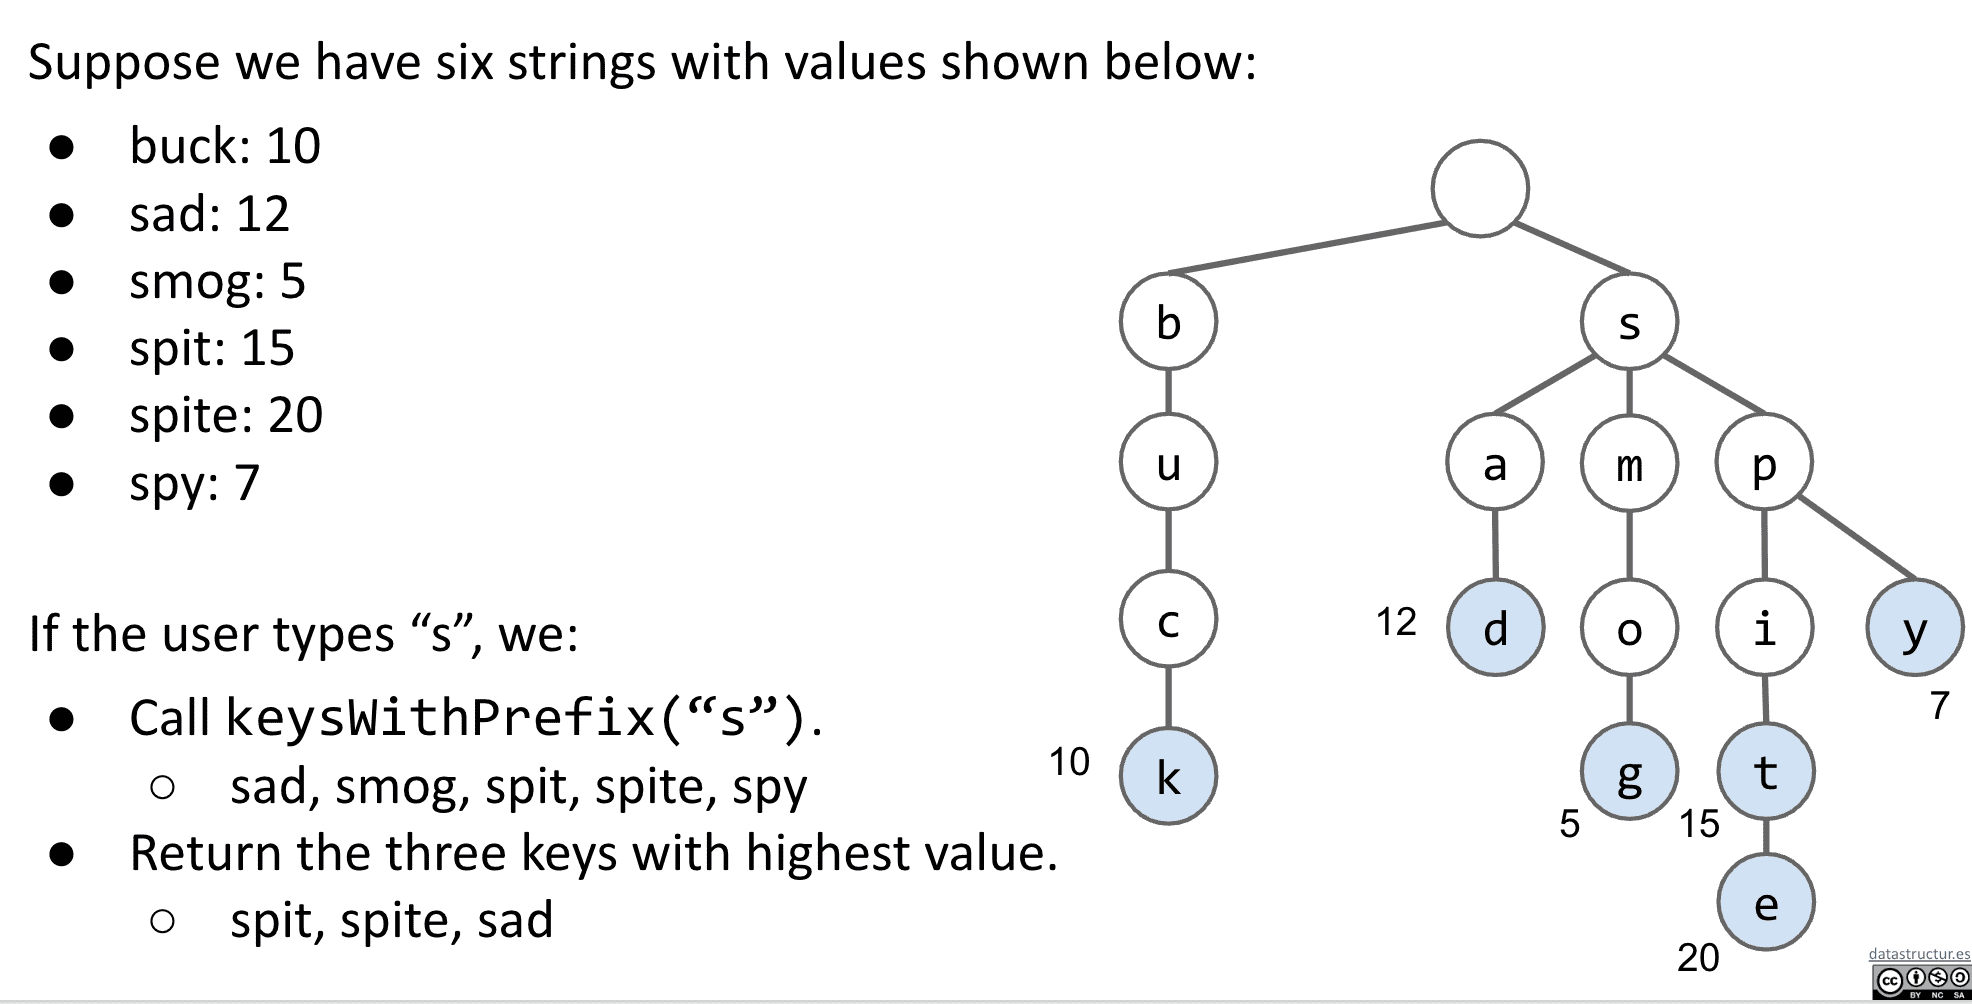 Suppose we have six strings with values shown below:
● buck: 10
● sad: 12
● smog: 5
● spit: 15
● spite: 20
● spy: 7
If the user types “s”, we:
● Call keysWithPrefix(“s”).
○ sad, smog, spit, spite, spy
● Return the three keys with highest value.
○ spit, spite, sad
b s
u a m p
c 12 d o i y
7
10 k g t
5 15
e
20
datastructur.es
cc
BY NC SA